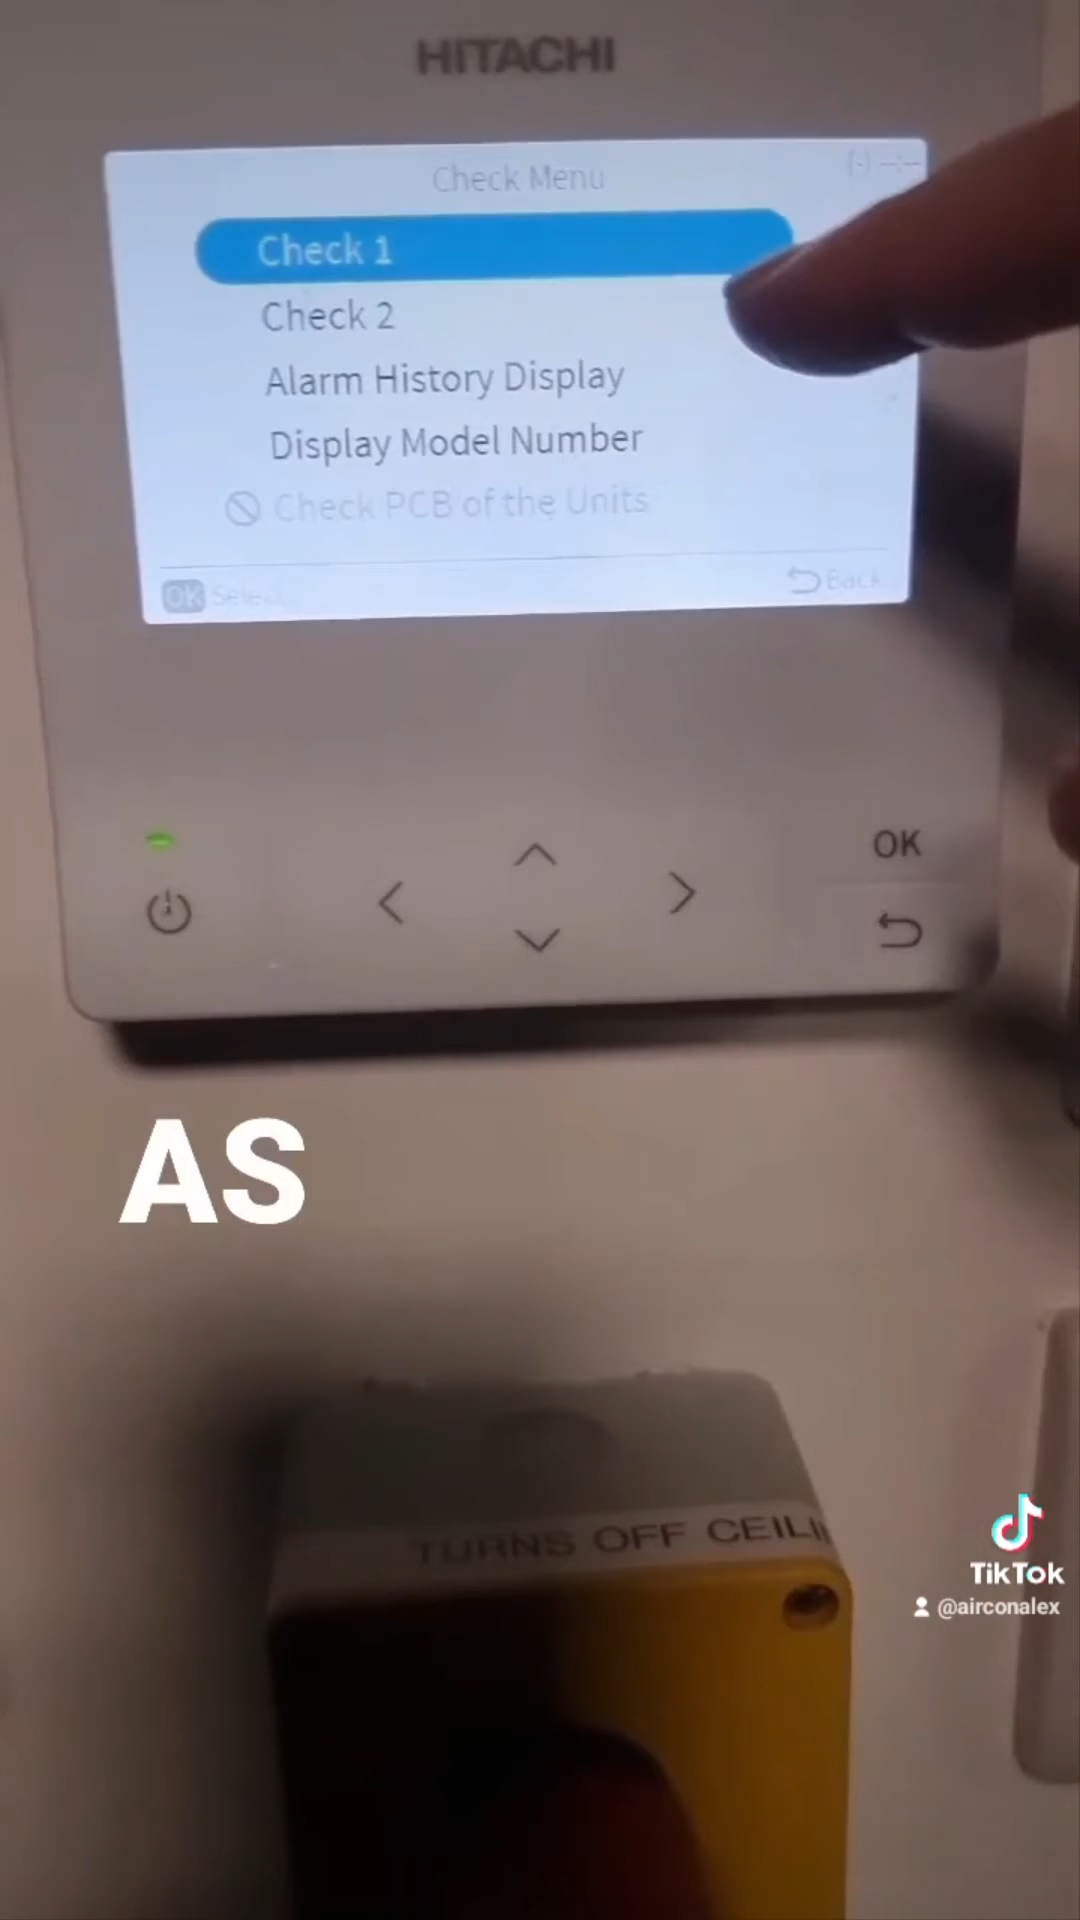 HITACHI
Check Menu
Check 1
Check 2
Alarm History Display
Display Model Number
Check PCB of the Units
OK
Back
OK
AS
TURNS OFF
TikTok
@airconalex